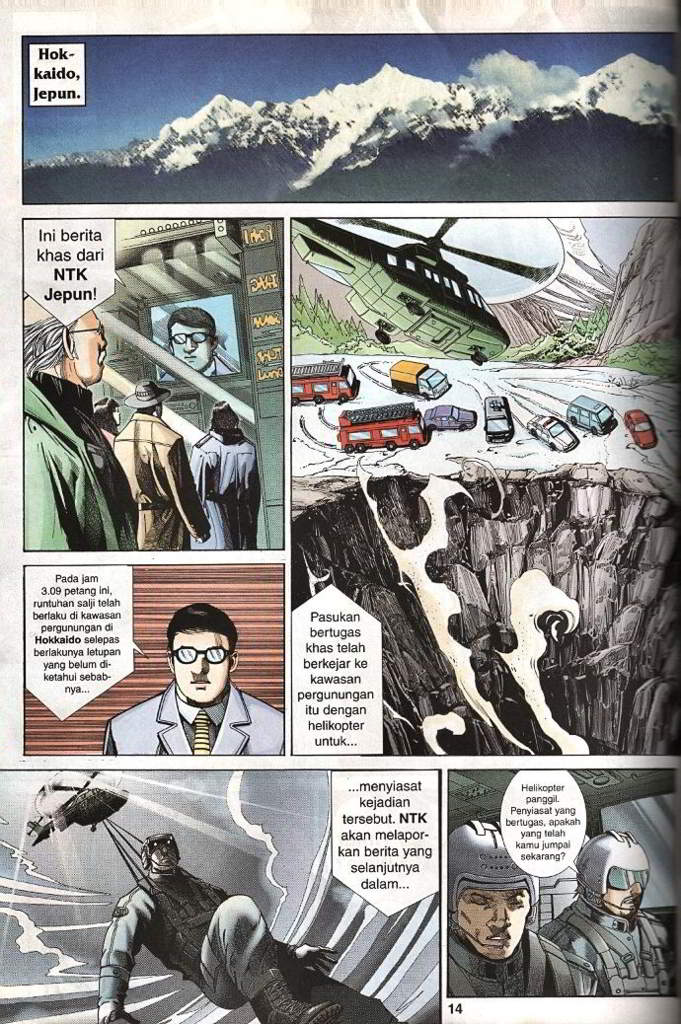 Hok-
kaido,
Jepun.
Ini berita
khas dari
NTK
Jepun!
Pada jam
3.09 petang ini,
runtuhan salji telah
berlaku di kawasan
pergunungan di
Hokkaido selepas
berlakunya letupan
yang belum di-
ketahui sebab-
nya...
Pasukan
bertugas
khas telah
berkejar ke
kawasan
pergunungan
itu dengan
helikopter
untuk...
...menyiasat
kejadian
tersebut. NTK
akan melapor-
kan berita yang
selanjutnya
dalam...
Helikopter
panggil.
Penyiasat yang
bertugas, apakah
yang telah
kamu jumpai
sekarang?
14